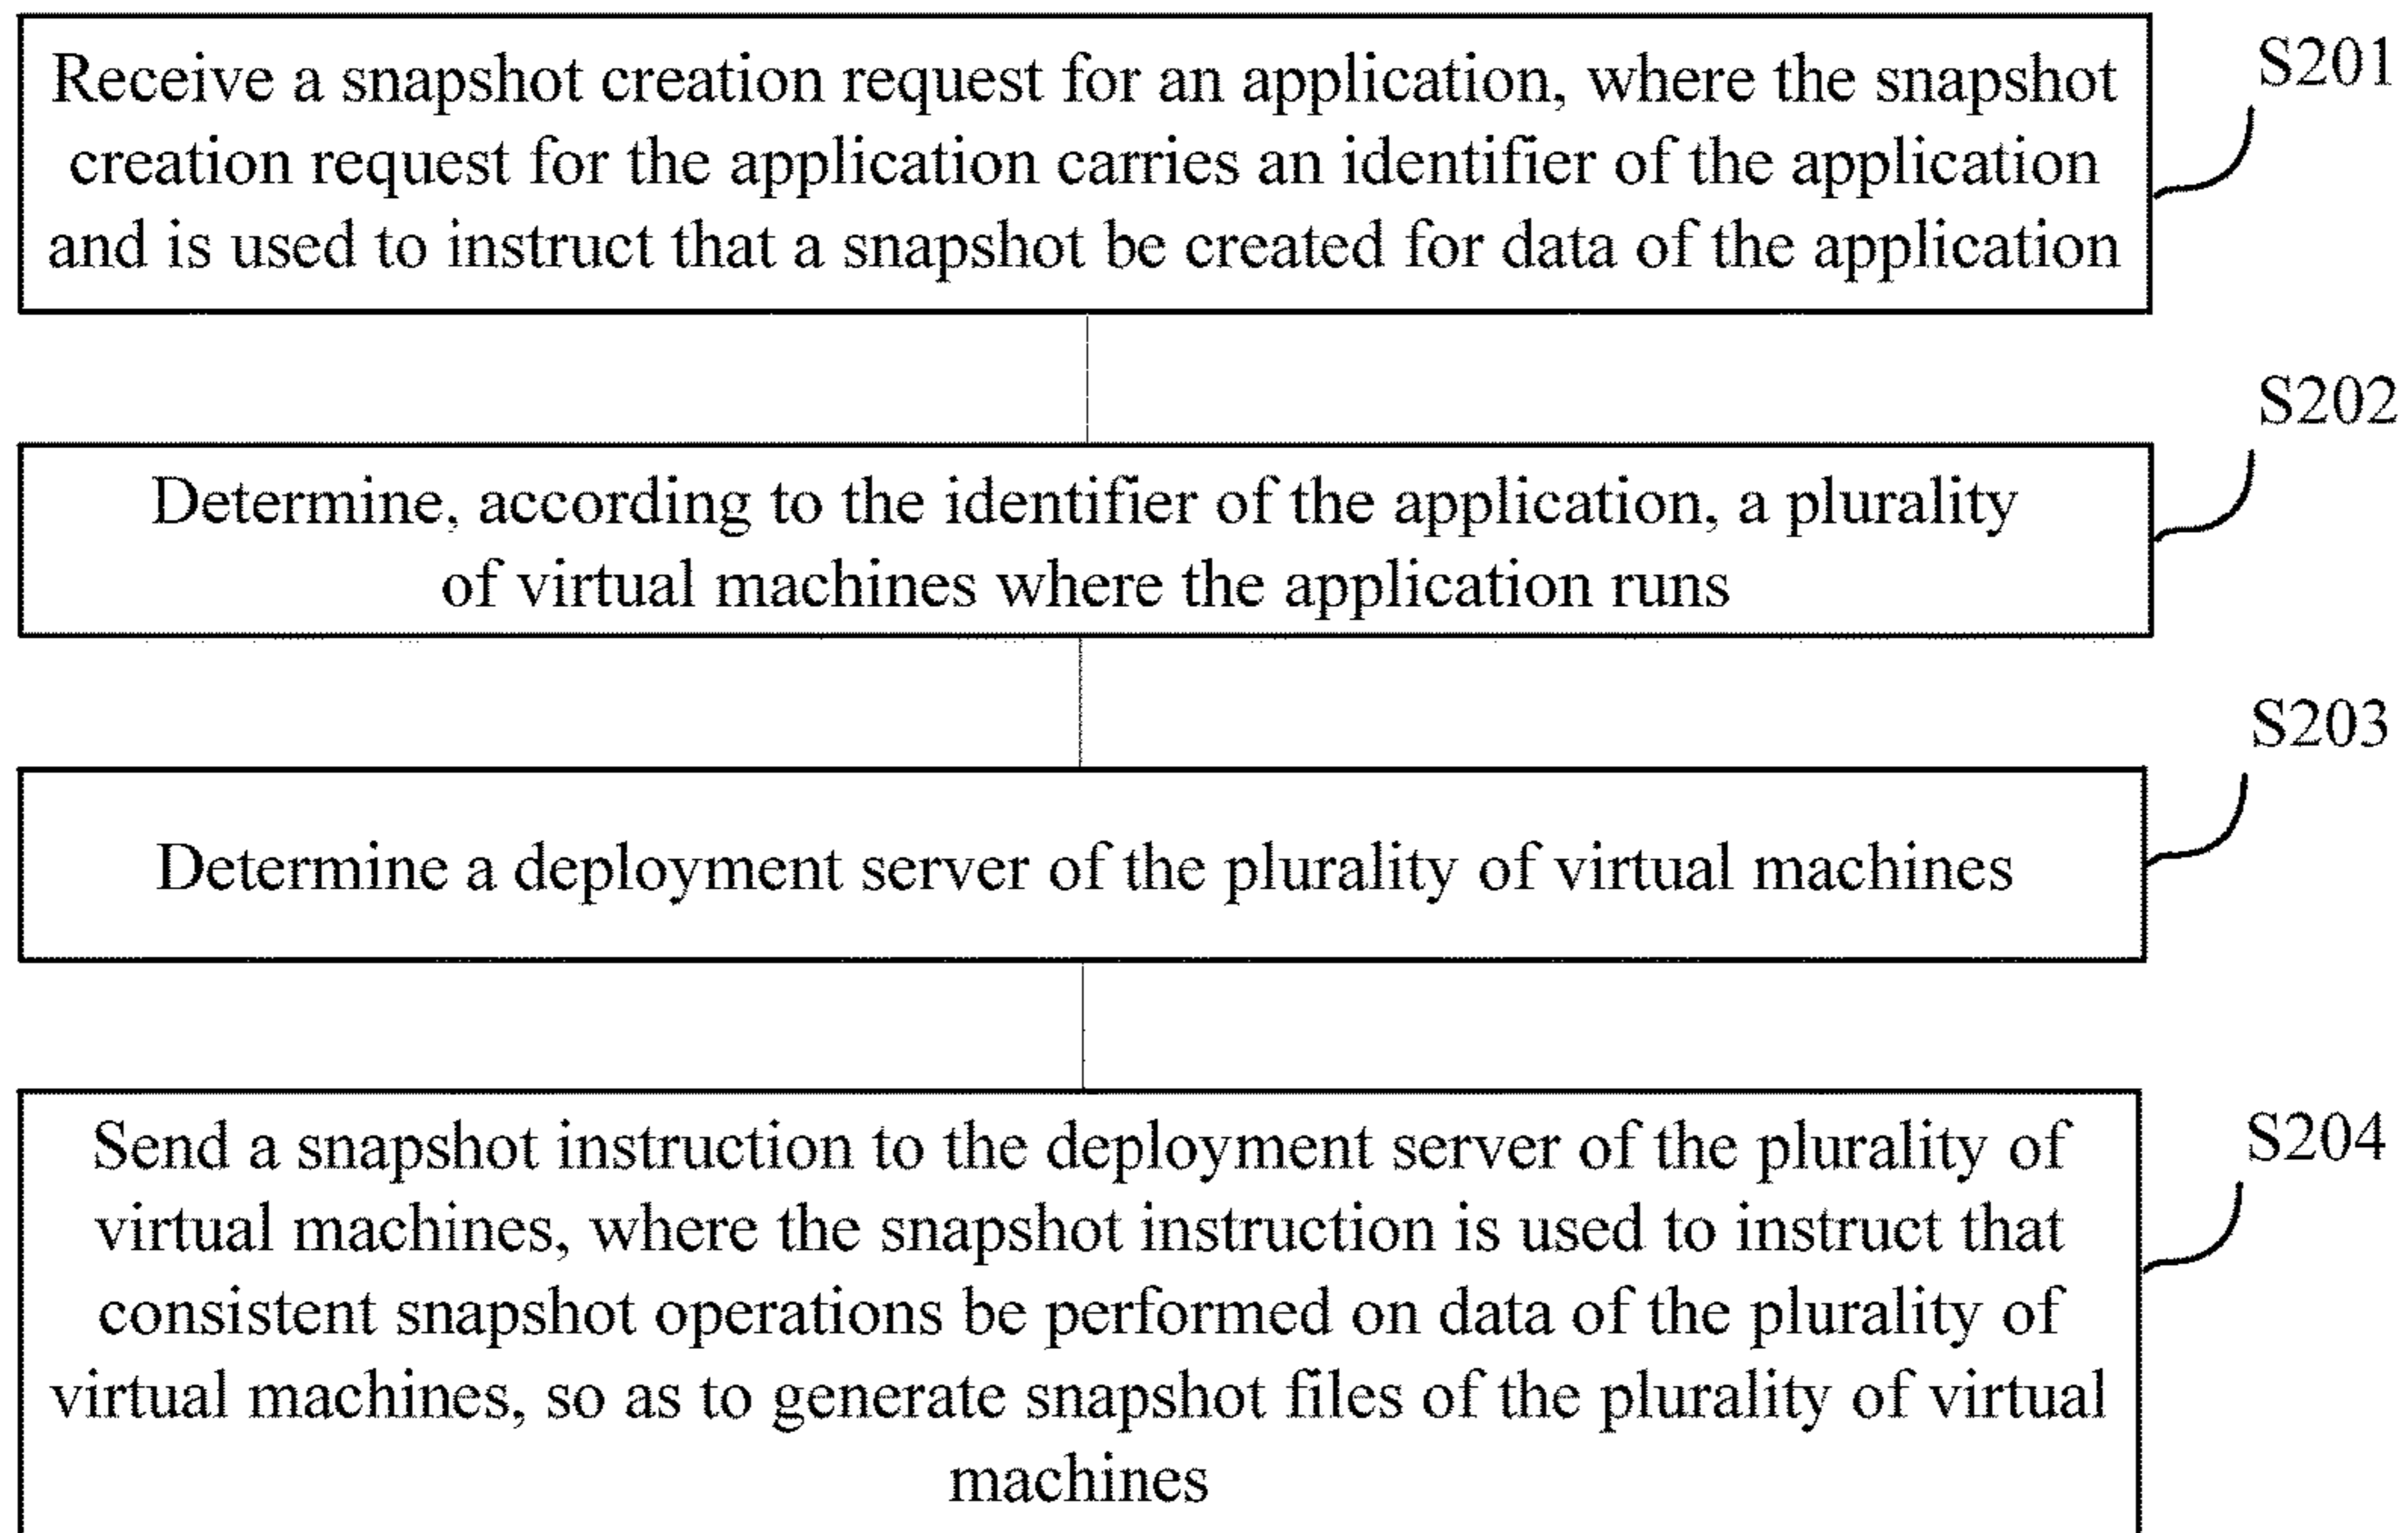 Receive a snapshot creation request for an application, where the snapshot
creation request for the application carries an identifier of the application
and is used to instruct that a snapshot be created for data of the application
S201
Determine, according to the identifier of the application, a plurality
of virtual machines where the application runs
S202
Determine a deployment server of the plurality of virtual machines
S203
Send a snapshot instruction to the deployment server of the plurality of
virtual machines, where the snapshot instruction is used to instruct that
consistent snapshot operations be performed on data of the plurality of
virtual machines, so as to generate snapshot files of the plurality of virtual
machines
S204